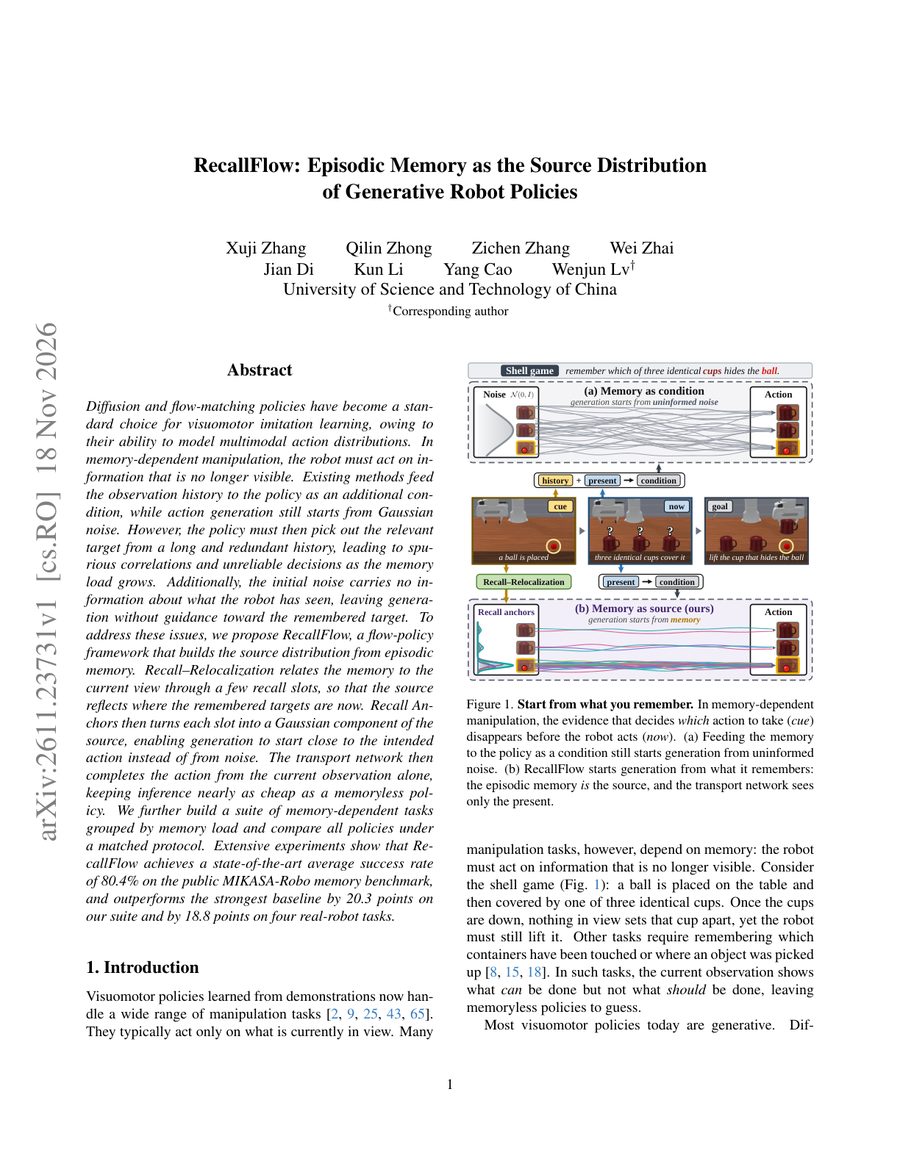 RecallFlow: Episodic Memory as the Source Distribution
of Generative Robot Policies
Xuji Zhang Qilin Zhong Zichen Zhang Wei Zhai
Jian Di Kun Li Yang Cao Wenjun Lv†
University of Science and Technology of China
†Corresponding author
arXiv:2611.23731v1 [cs.RO] 18 Nov 2026
Abstract
Diffusion and flow-matching policies have become a stan-
dard choice for visuomotor imitation learning, owing to
their ability to model multimodal action distributions. In
memory-dependent manipulation, the robot must act on in-
formation that is no longer visible. Existing methods feed
the observation history to the policy as an additional con-
dition, while action generation still starts from Gaussian
noise. However, the policy must then pick out the relevant
target from a long and redundant history, leading to spu-
rious correlations and unreliable decisions as the memory
load grows. Additionally, the initial noise carries no in-
formation about what the robot has seen, leaving genera-
tion without guidance toward the remembered target. To
address these issues, we propose RecallFlow, a flow-policy
framework that builds the source distribution from episodic
memory. Recall–Relocalization relates the memory to the
current view through a few recall slots, so that the source
reflects where the remembered targets are now. Recall An-
chors then turns each slot into a Gaussian component of the
source, enabling generation to start close to the intended
action instead of from noise. The transport network then
completes the action from the current observation alone,
keeping inference nearly as cheap as a memoryless pol-
icy. We further build a suite of memory-dependent tasks
grouped by memory load and compare all policies under
a matched protocol. Extensive experiments show that Re-
callFlow achieves a state-of-the-art average success rate
of 80.4% on the public MIKASA-Robo memory benchmark,
and outperforms the strongest baseline by 20.3 points on
our suite and by 18.8 points on four real-robot tasks.
1. Introduction
Visuomotor policies learned from demonstrations now han-
dle a wide range of manipulation tasks [2, 9, 25, 43, 65].
They typically act only on what is currently in view. Many
Shell game remember which of three identical cups hides the ball.
(a) Memory as condition
generation starts from uninformed noise
Noise N(0, I)
Action
history + present → condition
cue
now
goal
? ? ?
a ball is placed
three identical cups cover it
lift the cup that hides the ball
Recall–Relocalization
present → condition
Recall anchors
(b) Memory as source (ours)
generation starts from memory
Action
Figure 1. Start from what you remember. In memory-dependent
manipulation, the evidence that decides which action to take (cue)
disappears before the robot acts (now). (a) Feeding the memory
to the policy as a condition still starts generation from uninformed
noise. (b) RecallFlow starts generation from what it remembers:
the episodic memory is the source, and the transport network sees
only the present.
manipulation tasks, however, depend on memory: the robot
must act on information that is no longer visible. Consider
the shell game (Fig. 1): a ball is placed on the table and
then covered by one of three identical cups. Once the cups
are down, nothing in view sets that cup apart, yet the robot
must still lift it. Other tasks require remembering which
containers have been touched or where an object was picked
up [8, 15, 18]. In such tasks, the current observation shows
what can be done but not what should be done, leaving
memoryless policies to guess.
Most visuomotor policies today are generative. Dif-
1